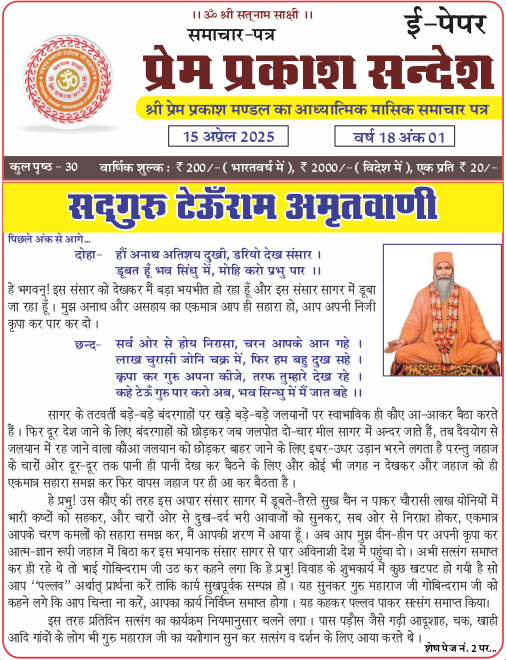 ।। ॐ श्री सत्नाम साक्षी ।।
समाचार-पत्र
ई-पेपर
प्रेम प्रकाश सन्देश
श्री प्रेम प्रकाश मण्डल का आध्यात्मिक मासिक समाचार पत्र
15 अप्रेल 2025
वर्ष 18 अंक 01
कुल पृष्ठ - 30
वार्षिक शुल्क : ₹ 200/- ( भारतवर्ष में ), ₹ 2000/- ( विदेश में ), एक प्रति ₹ 20/-
सद्गुरु टेऊँराम अमृतवाणी
पिछले अंक से आगे...
दोहा- हौं अनाथ अतिशय दुखी, डरियो देख संसार ।
डूबत हूँ भव सिंधु में, मोहि करो प्रभु पार ।।
हे भगवन्! इस संसार को देखकर मैं बड़ा भयभीत हो रहा हूँ और इस संसार सागर में डूबा
जा रहा हूँ । मुझ अनाथ और असहाय का एकमात्र आप ही सहारा हो, आप अपनी निजी
कृपा कर पार कर दो ।
छन्द- सर्व ओर से होय निरासा, चरन आपके आन गहे ।
लाख चुरासी जोनि चक्र में, फिर हम बहु दुख सहे ।
कृपा कर गुरु अपना कीजे, तरफ तुम्हारे देख रहे ।
कहे टेऊँ गुरु पार करो अब, भव सिन्धु में मैं जात बहे ।।
सागर के तटवर्ती बड़े-बड़े बंदरगाहों पर खड़े बड़े-बड़े जलयानों पर स्वाभाविक ही कौए आ-आकर बैठा करते
हैं । फिर दूर देश जाने के लिए बंदरगाहों को छोड़कर जब जलपोत दो-चार मील सागर में अन्दर जाते हैं, तब दैवयोग से
जलयान में रह जाने वाला कौआ जलयान को छोड़कर बाहर जाने के लिए इधर-उधर उड़ान भरने लगता है परन्तु जहाज
के चारों ओर दूर-दूर तक पानी ही पानी देख कर बैठने के लिए और कोई भी जगह न देखकर और जहाज को ही
एकमात्र सहारा समझ कर फिर वापस जहाज पर ही आ कर बैठता है ।
हे प्रभु! उस कौए की तरह इस अपार संसार सागर में डूबते-तैरते सुख चैन न पाकर चौरासी लाख योनियों में
भारी कष्टों को सहकर, और चारों ओर से दुख-दर्द भरी आवाजों को सुनकर, सब ओर से निराश होकर, एकमात्र
आपके चरण कमलों को सहारा समझ कर, मैं आपकी शरण में आया हूँ । अब आप मुझ दीन-हीन पर अपनी कृपा कर
आत्म-ज्ञान रूपी जहाज में बिठा कर इस भयानक संसार सागर से पार अविनाशी देश में पहुंचा दो । अभी सत्संग समाप्त
कर ही रहे थे तो भाई गोबिन्दराम जी उठ कर कहने लगा कि हे प्रभु! विवाह के शुभकार्य में कुछ खटपट हो गयी है सो
आप "पल्लव" अर्थात् प्रार्थना करें ताकि कार्य सुखपूर्वक सम्पन्न हो । यह सुनकर गुरु महाराज जी गोबिन्दराम जी को
कहने लगे कि आप चिन्ता ना करें, आपका कार्य निर्विघ्न समाप्त होगा । यह कहकर पल्लव पाकर सत्संग समाप्त किया।
इस तरह प्रतिदिन सत्संग का कार्यक्रम नियमानुसार चलने लगा । पास पड़ौस जैसे गढ़ी आदूशाह, चक, खाही
आदि गांवों के लोग भी गुरु महाराज जी का यशोगान सुन कर सत्संग व दर्शन के लिए आया करते थे ।
शेष पेज नं. 2 पर...